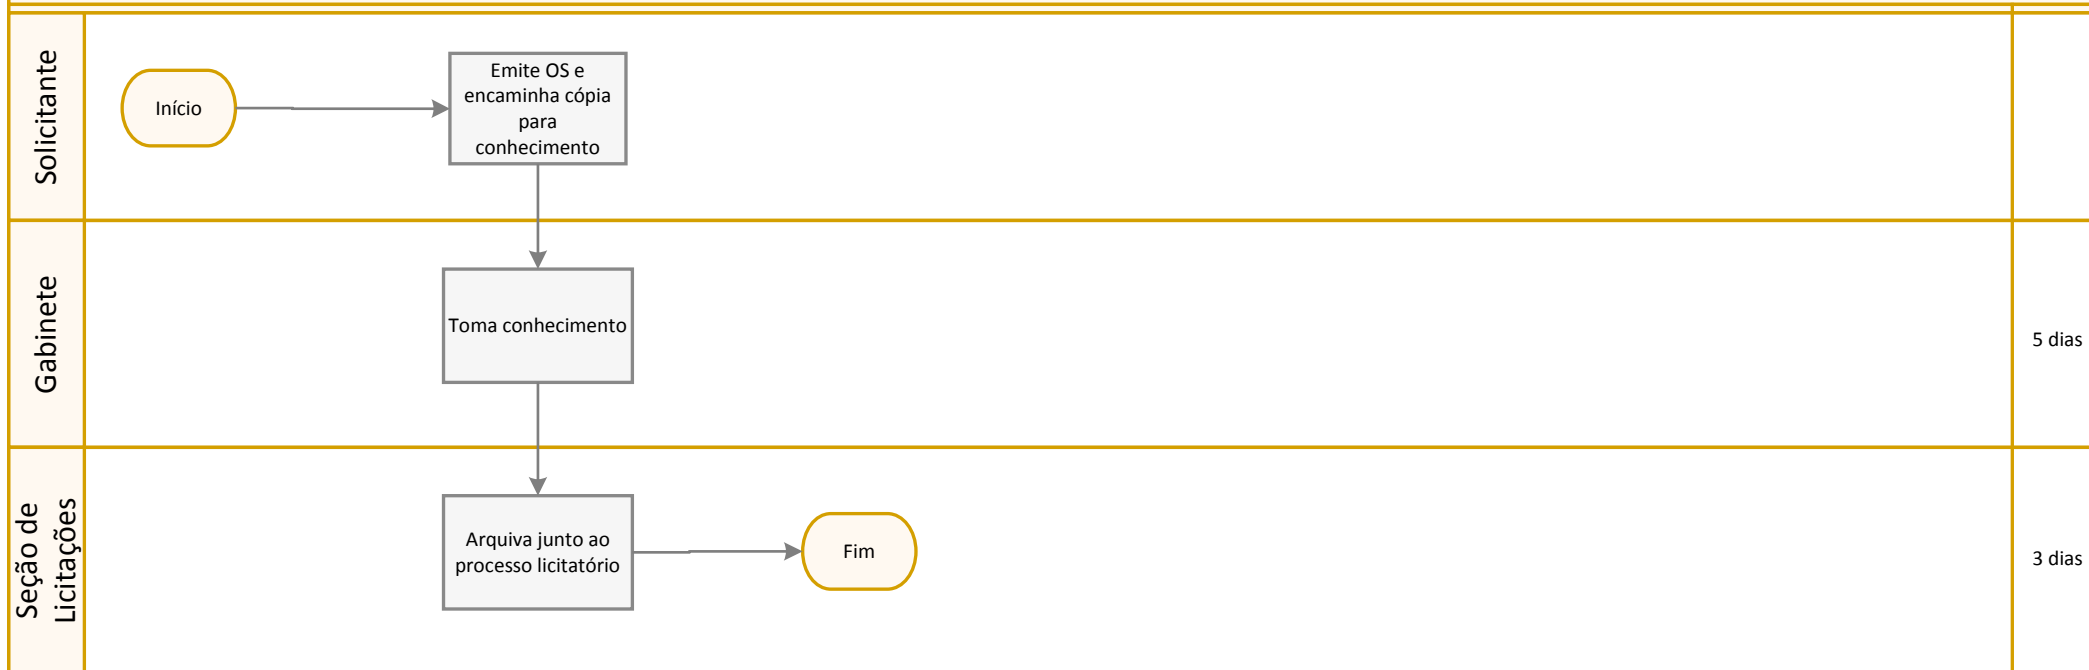 Solicitante
Início
Emite OS e
encaminha cópia
para
conhecimento
Gabinete
Toma conhecimento
5 dias
Seção de
Licitações
Arquiva junto ao
processo licitatório
Fim
3 dias